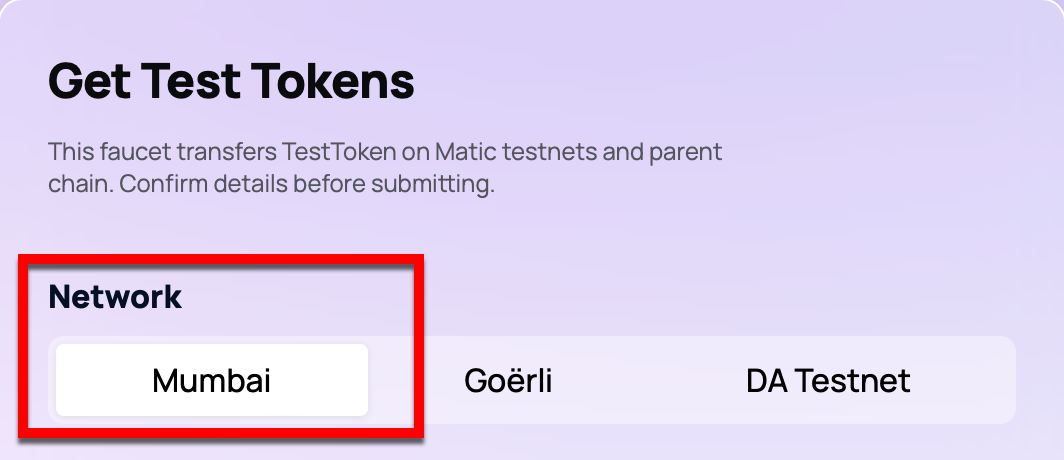 Get Test Tokens
This faucet transfers TestToken on Matic testnets and parent
chain. Confirm details before submitting.
Network
Mumbai Goërli DA Testnet